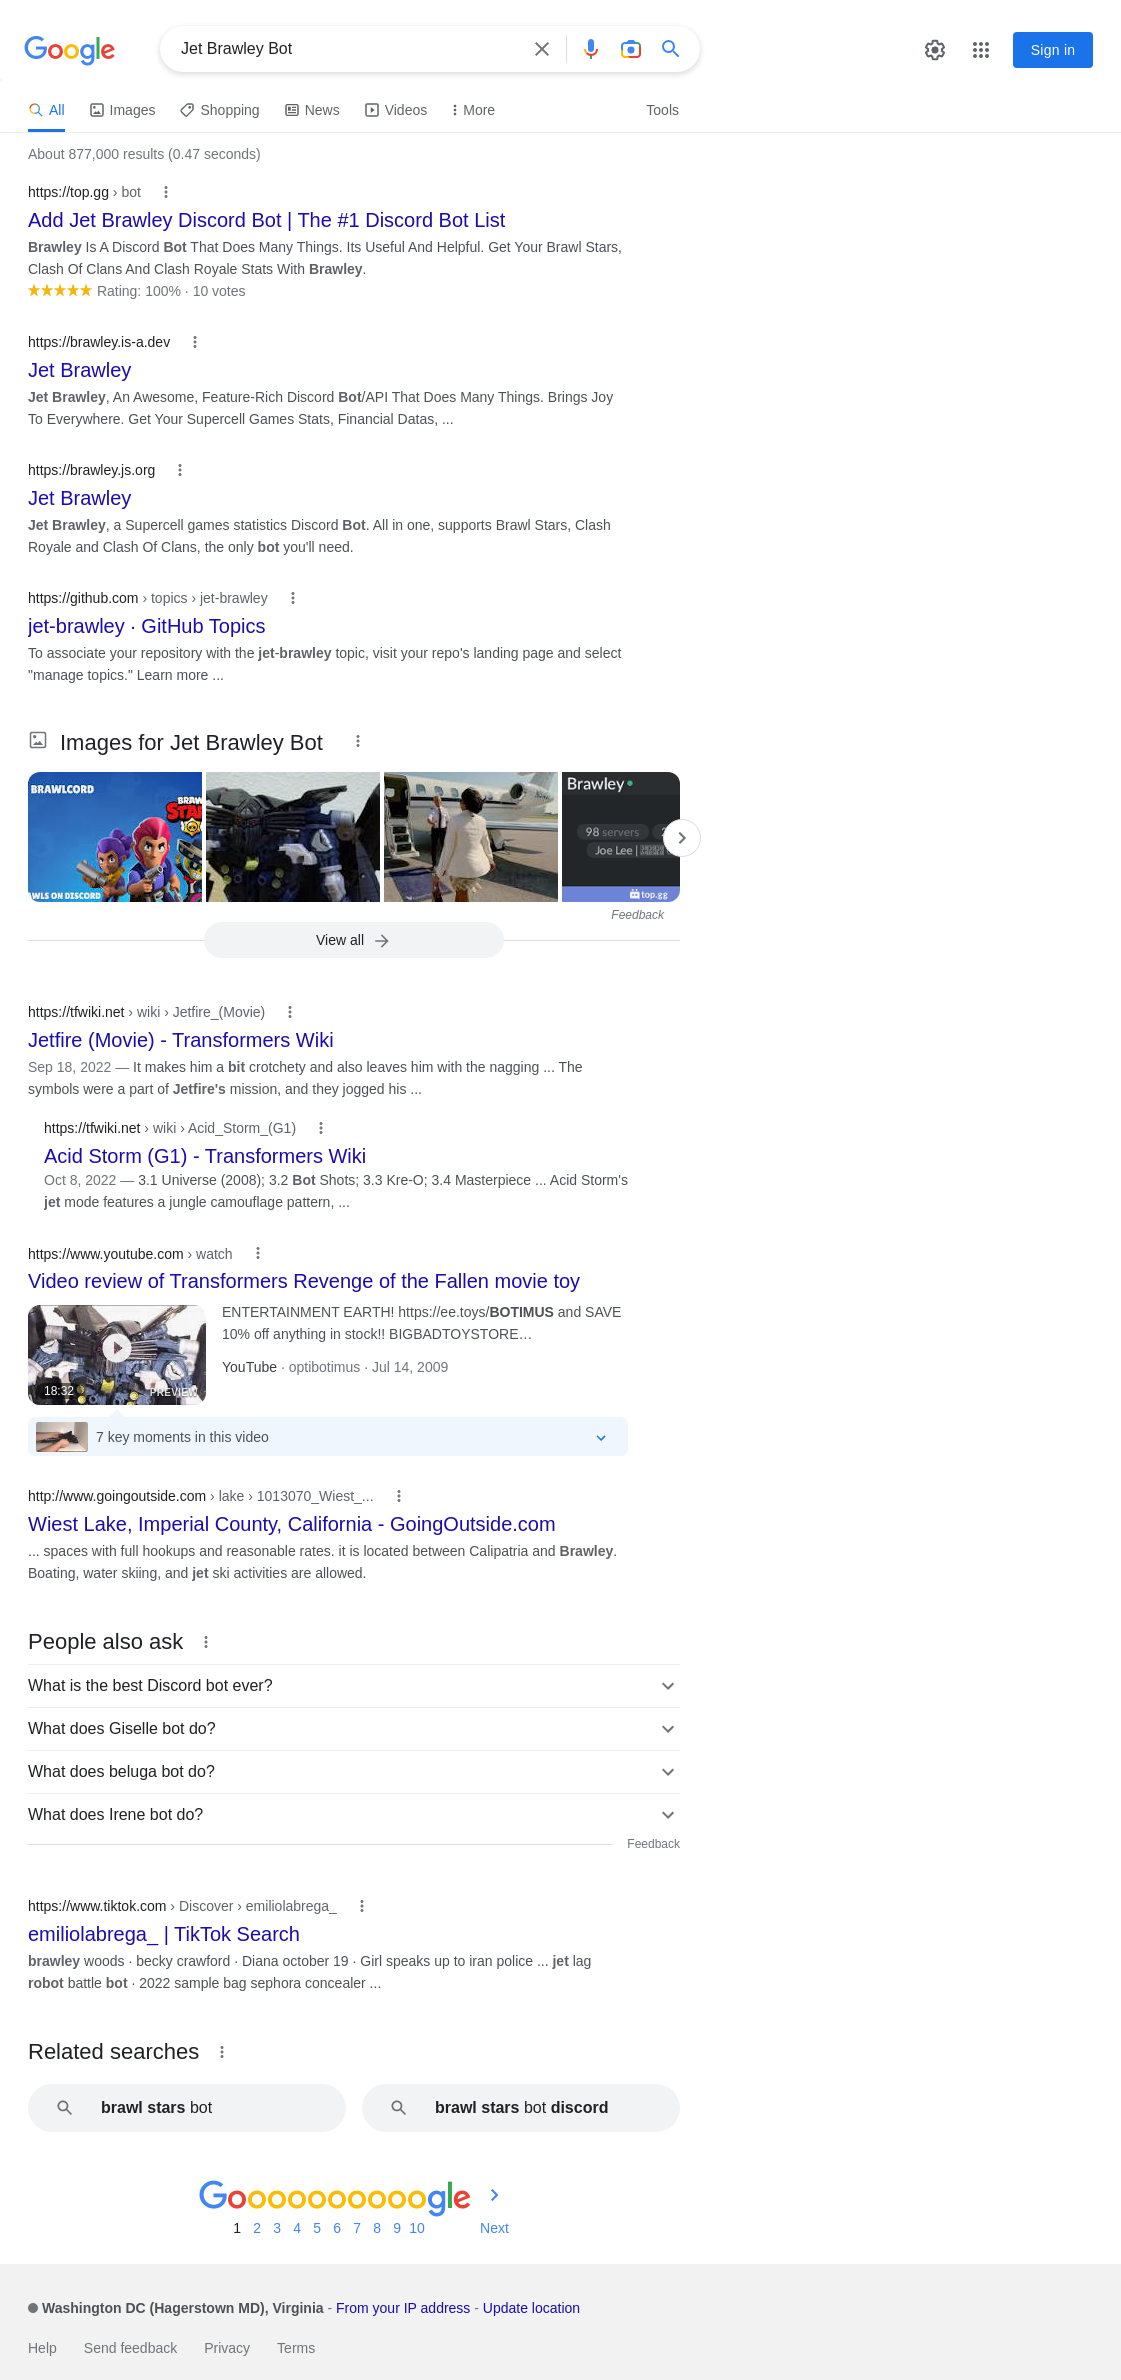 Google
Jet Brawley Bot
Sign in
All Images Shopping News Videos More Tools
About 877,000 results (0.47 seconds)
https://top.gg › bot
Add Jet Brawley Discord Bot | The #1 Discord Bot List
Brawley Is A Discord Bot That Does Many Things. Its Useful And Helpful. Get Your Brawl Stars,
Clash Of Clans And Clash Royale Stats With Brawley.
Rating: 100% · 10 votes
https://brawley.is-a.dev
Jet Brawley
Jet Brawley, An Awesome, Feature-Rich Discord Bot/API That Does Many Things. Brings Joy
To Everywhere. Get Your Supercell Games Stats, Financial Datas, ...
https://brawley.js.org
Jet Brawley
Jet Brawley, a Supercell games statistics Discord Bot. All in one, supports Brawl Stars, Clash
Royale and Clash Of Clans, the only bot you'll need.
https://github.com › topics › jet-brawley
jet-brawley · GitHub Topics
To associate your repository with the jet-brawley topic, visit your repo's landing page and select
"manage topics." Learn more ...
Images for Jet Brawley Bot
BRAWLCORD
AWLS ON DISCORD
Brawley
98 servers
Joe Lee |
top.gg
Feedback
View all
https://tfwiki.net › wiki › Jetfire_(Movie)
Jetfire (Movie) - Transformers Wiki
Sep 18, 2022 — It makes him a bit crotchety and also leaves him with the nagging ... The
symbols were a part of Jetfire's mission, and they jogged his ...
https://tfwiki.net › wiki › Acid_Storm_(G1)
Acid Storm (G1) - Transformers Wiki
Oct 8, 2022 — 3.1 Universe (2008); 3.2 Bot Shots; 3.3 Kre-O; 3.4 Masterpiece ... Acid Storm's
jet mode features a jungle camouflage pattern, ...
https://www.youtube.com › watch
Video review of Transformers Revenge of the Fallen movie toy
ENTERTAINMENT EARTH! https://ee.toys/BOTIMUS and SAVE
10% off anything in stock!! BIGBADTOYSTORE…
YouTube · optibotimus · Jul 14, 2009
18:32
PREVIEW
7 key moments in this video
http://www.goingoutside.com › lake › 1013070_Wiest_...
Wiest Lake, Imperial County, California - GoingOutside.com
... spaces with full hookups and reasonable rates. it is located between Calipatria and Brawley.
Boating, water skiing, and jet ski activities are allowed.
People also ask
What is the best Discord bot ever?
What does Giselle bot do?
What does beluga bot do?
What does Irene bot do?
Feedback
https://www.tiktok.com › Discover › emiliolabrega_
emiliolabrega_ | TikTok Search
brawley woods · becky crawford · Diana october 19 · Girl speaks up to iran police ... jet lag
robot battle bot · 2022 sample bag sephora concealer ...
Related searches
brawl stars bot
brawl stars bot discord
Goooooooooogle
1 2 3 4 5 6 7 8 9 10 Next
Washington DC (Hagerstown MD), Virginia - From your IP address - Update location
Help Send feedback Privacy Terms